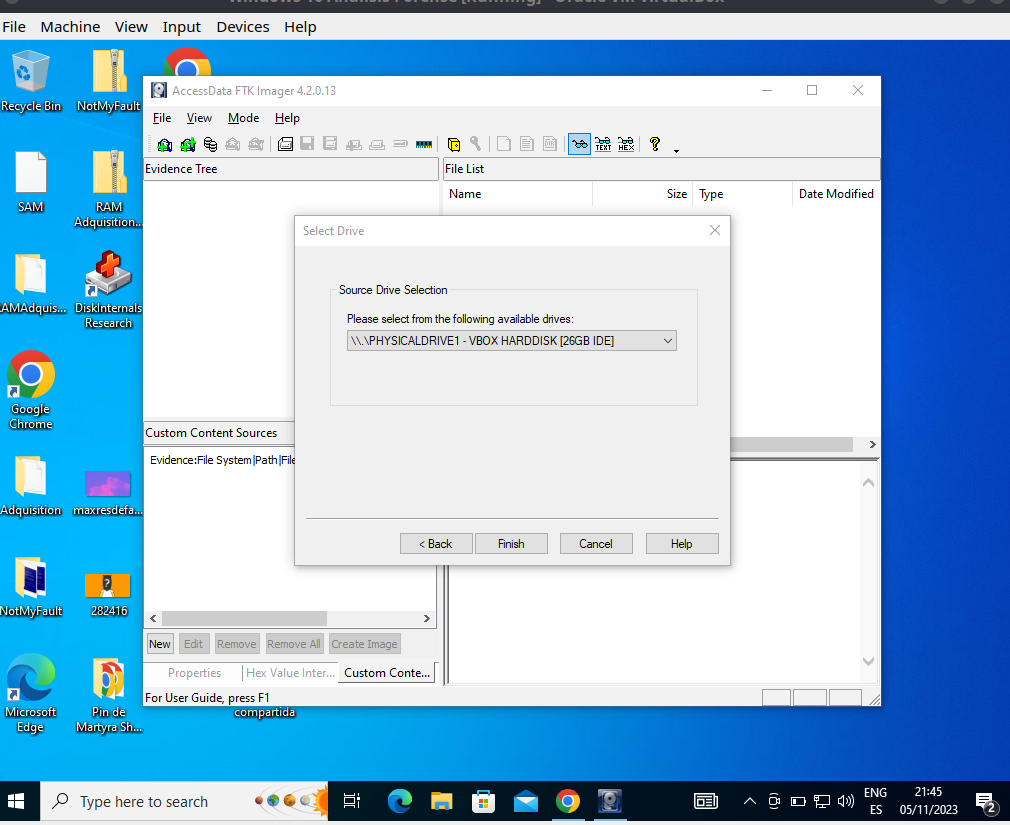 Windows 10 Analisis Forense [Running] - Oracle VM VirtualBox
File Machine View Input Devices Help
Recycle Bin
NotMyFault
SAM
RAM
Adquisition...
AMAdquis...
DiskInternals
Research
Google
Chrome
Adquisition
maxresdefa...
NotMyFault
282416
Microsoft
Edge
Pin de
Martyra Sh...
compartida
AccessData FTK Imager 4.2.0.13
File View Mode Help
TEXT
HEX
Evidence Tree
File List
Name Size Type Date Modified
Select Drive
Source Drive Selection
Please select from the following available drives:
\\.\PHYSICALDRIVE1 - VBOX HARDDISK [26GB IDE]
< Back Finish Cancel Help
Custom Content Sources
Evidence:File System|Path|File
New Edit Remove Remove All Create Image
Properties Hex Value Inter... Custom Conte...
For User Guide, press F1
Type here to search
ENG
ES
21:45
05/11/2023
2